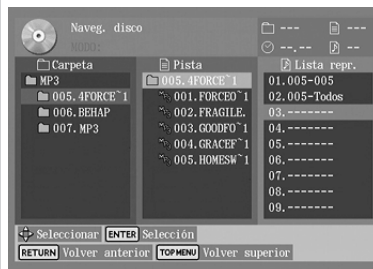 Naveg. disco
MODO:
---
---
--.--
--
Carpeta
Pista
Lista repr.
MP3
005.4FORCE~1
006.BEHAP
007.MP3
005.4FORCE~1
001.FORCEO~1
002.FRAGILE.
003.GOODFO~1
004.GRACEF~1
005.HOMESW~1
01.005-005
02.005-Todos
03.-------
04.-------
05.-------
06.-------
07.-------
08.-------
09.-------
Seleccionar ENTER Selección
RETURN Volver anterior TOPMENU Volver superior